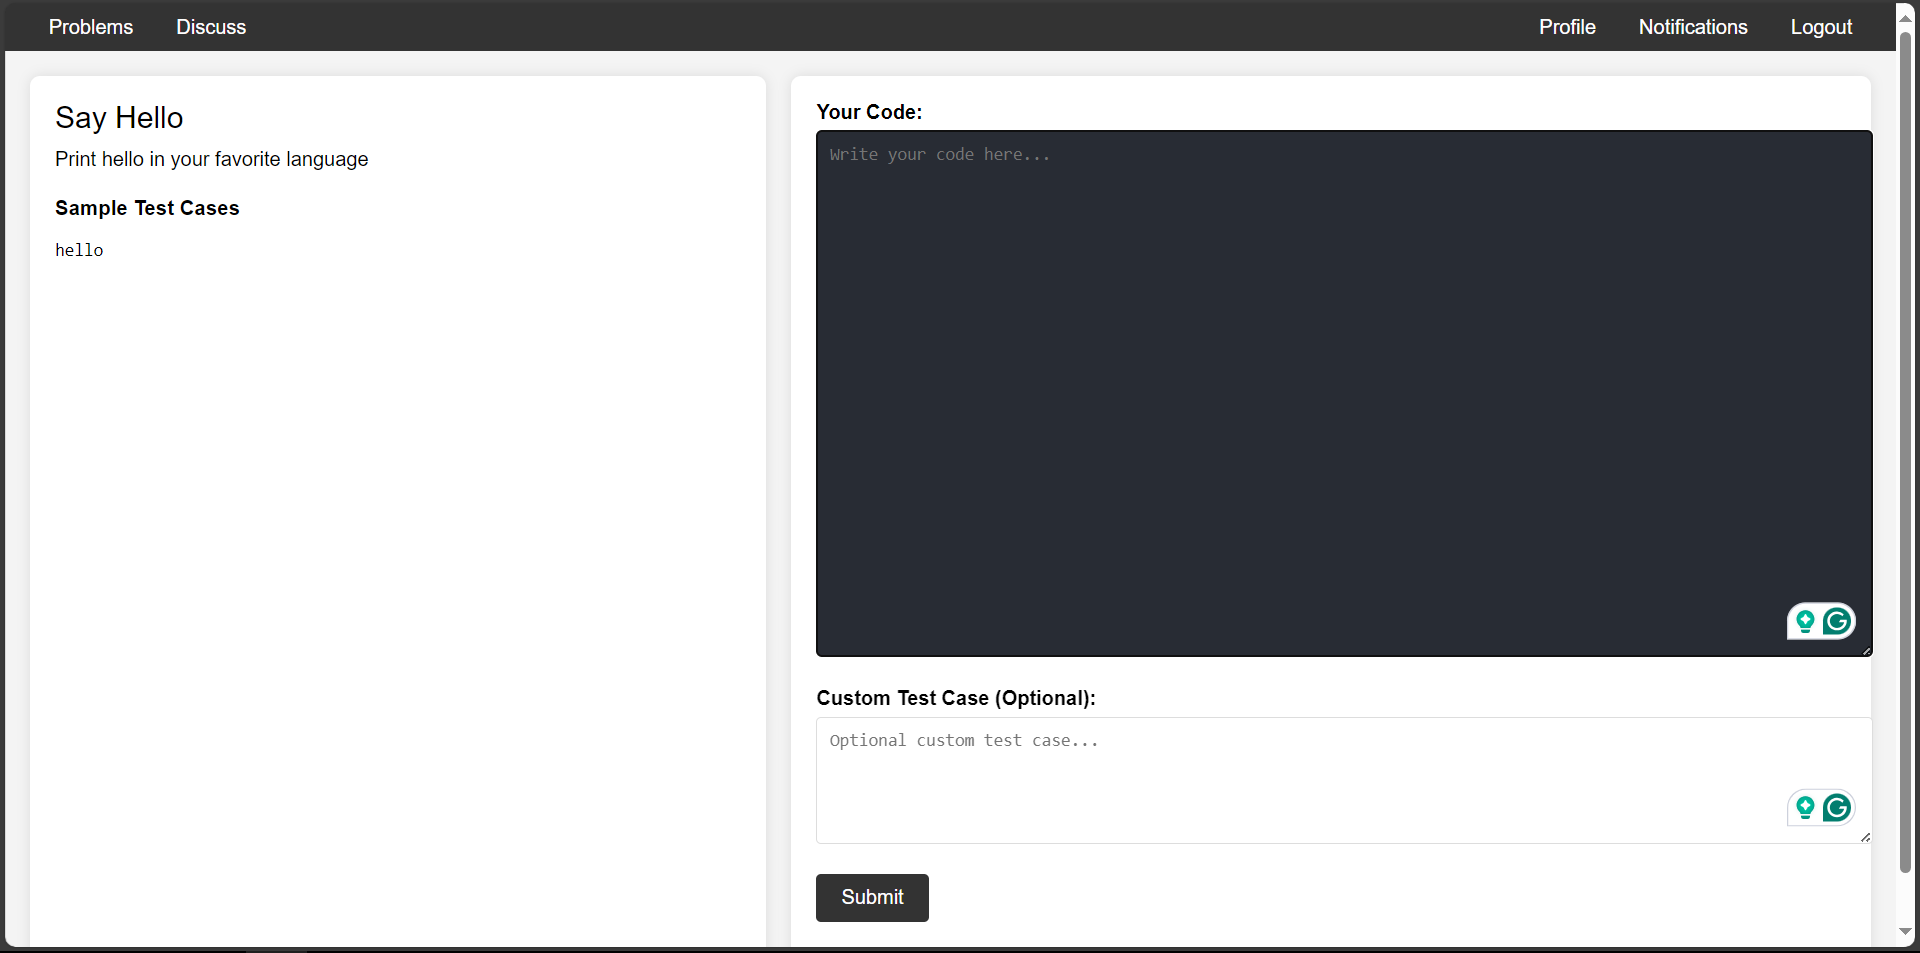 Problems Discuss Profile Notifications Logout
Say Hello
Print hello in your favorite language
Sample Test Cases
hello
Your Code:
Write your code here...
Custom Test Case (Optional):
Optional custom test case...
Submit